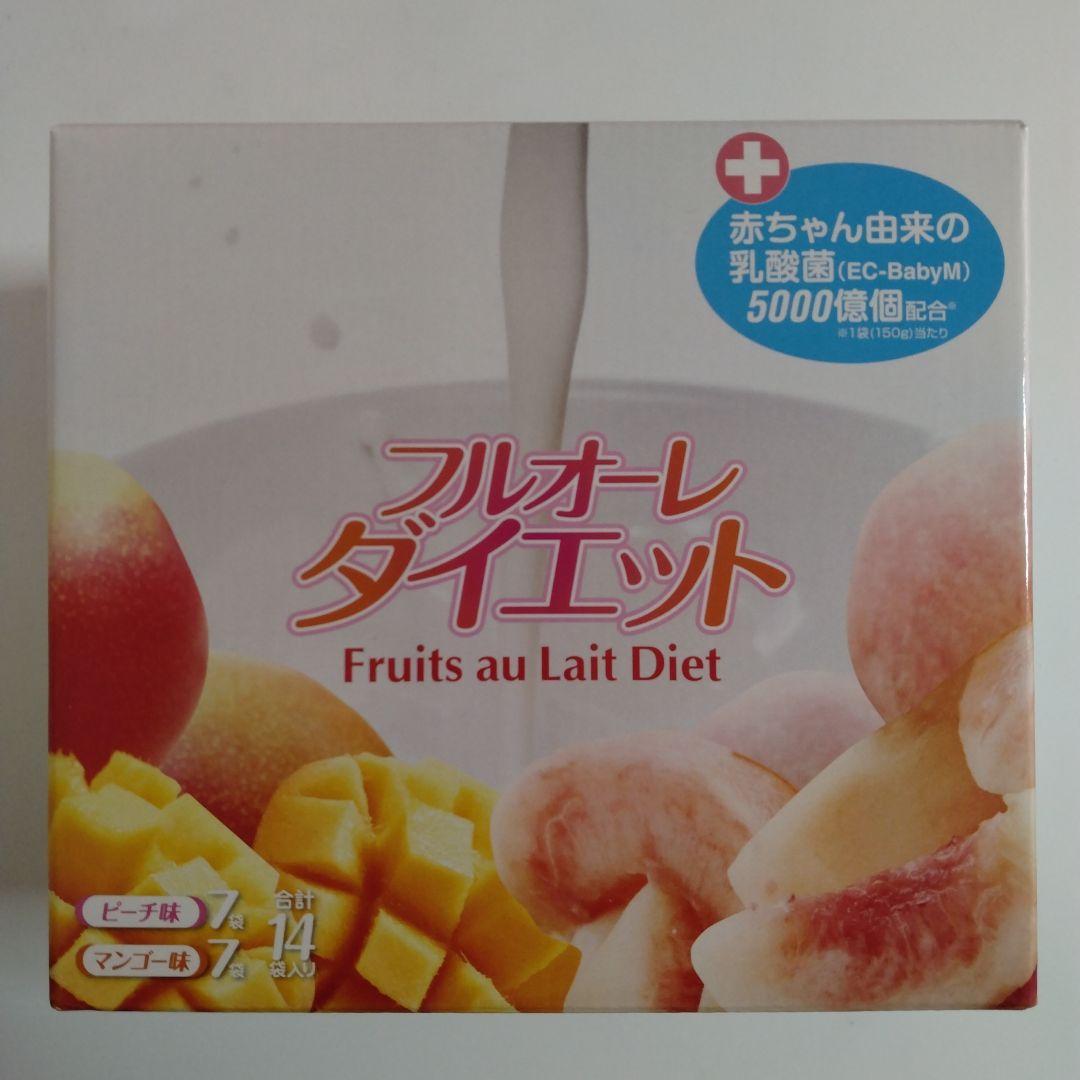 赤ちゃん由来の
乳酸菌(EC-BabyM)
5000億個配合※
※1袋(150g)当たり
フルオーレ
ダイエット
Fruits au Lait Diet
ピーチ味 7袋
マンゴー味 7袋
合計
14
袋入り